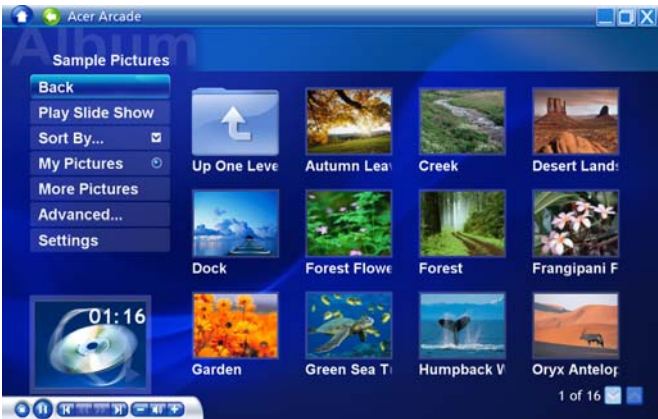 Acer Arcade
Album
Sample Pictures
Back
Play Slide Show
Sort By...
My Pictures
More Pictures
Advanced...
Settings
Up One Leve
Autumn Leav
Creek
Desert Lands
Dock
Forest Flowe
Forest
Frangipani F
Garden
Green Sea T
Humpback W
Oryx Antelop
01:16
1 of 16